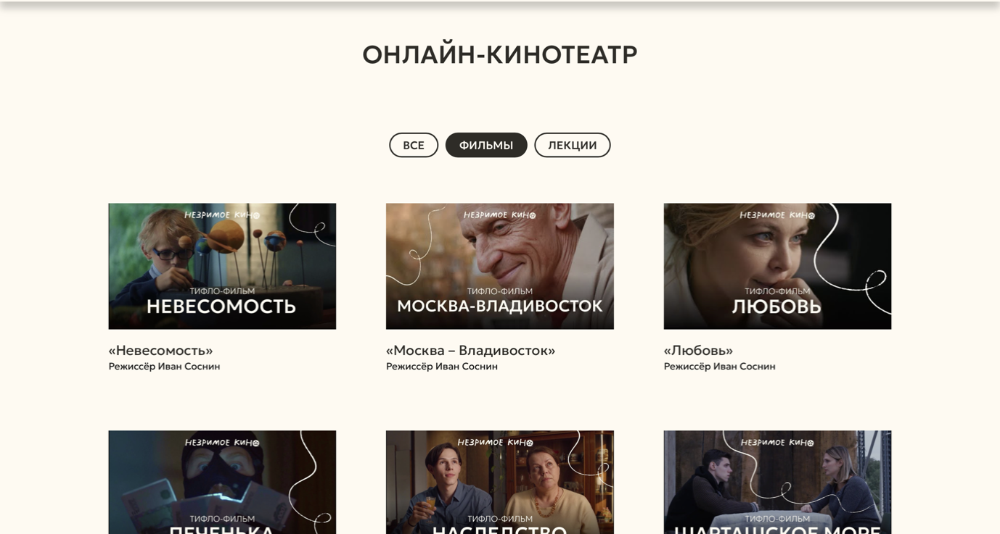 ОНЛАЙН-КИНОТЕАТР
ВСЕ ФИЛЬМЫ ЛЕКЦИИ
НЕЗРИМОЕ КИНО
ТИФЛО-ФИЛЬМ
НЕВЕСОМОСТЬ
«Невесомость»
Режиссёр Иван Соснин
НЕЗРИМОЕ КИНО
ТИФЛО-ФИЛЬМ
МОСКВА-ВЛАДИВОСТОК
«Москва – Владивосток»
Режиссёр Иван Соснин
НЕЗРИМОЕ КИНО
ТИФЛО-ФИЛЬМ
ЛЮБОВЬ
«Любовь»
Режиссёр Иван Соснин
НЕЗРИМОЕ КИНО
ТИФЛО-ФИЛЬМ
ПЕЧЕНЬКА
НЕЗРИМОЕ КИНО
ТИФЛО-ФИЛЬМ
НАСЛЕДСТВО
НЕЗРИМОЕ КИНО
ТИФЛО-ФИЛЬМ
ШАРТАШСКОЕ МОРЕ